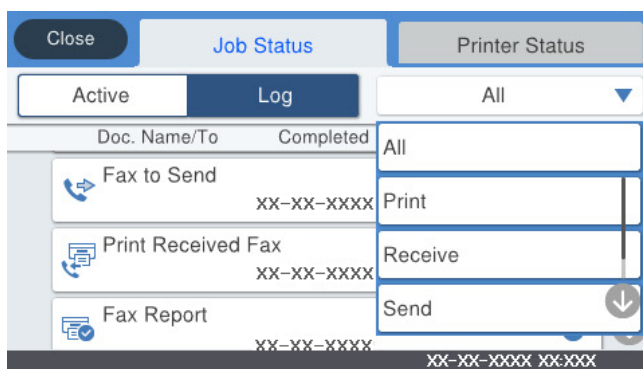 Close Job Status Printer Status
Active Log All
Doc. Name/To Completed
All
Fax to Send
XX-XX-XXXX
Print
Print Received Fax
XX-XX-XXXX
Receive
Fax Report
XX-XX-XXXX
Send
XX-XX-XXXX XX:XXX